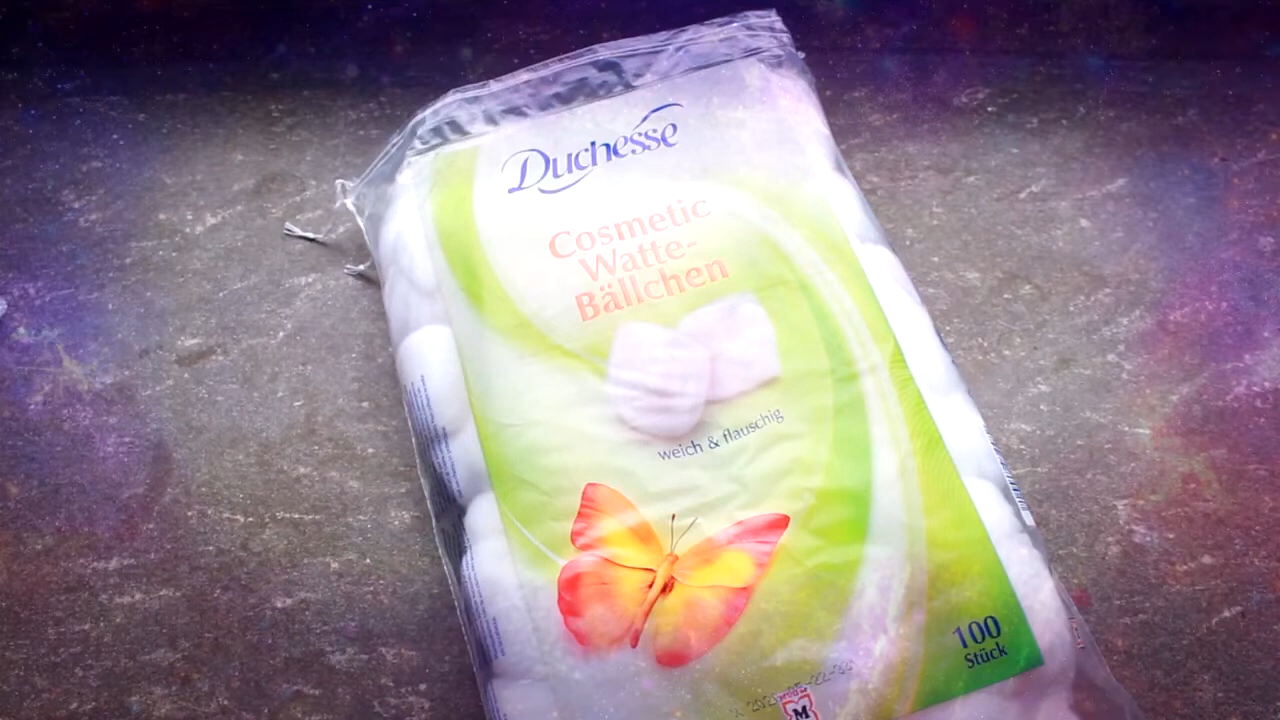 Duchesse
Cosmetic
Watte-
Bällchen
weich & flauschig
100
Stück
M